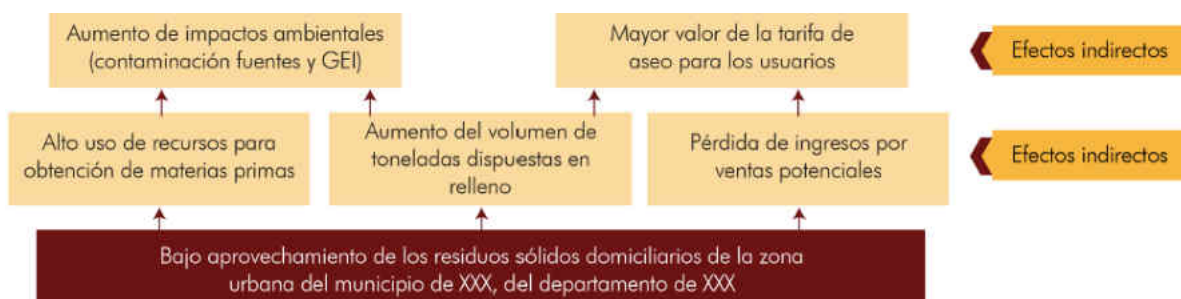 Aumento de impactos ambientales
(contaminación fuentes y GEI)
Mayor valor de la tarifa de
aseo para los usuarios
Efectos indirectos
Alto uso de recursos para
obtención de materias primas
Aumento del volumen de
toneladas dispuestas en
relleno
Pérdida de ingresos por
ventas potenciales
Efectos indirectos
Bajo aprovechamiento de los residuos sólidos domiciliarios de la zona
urbana del municipio de XXX, del departamento de XXX